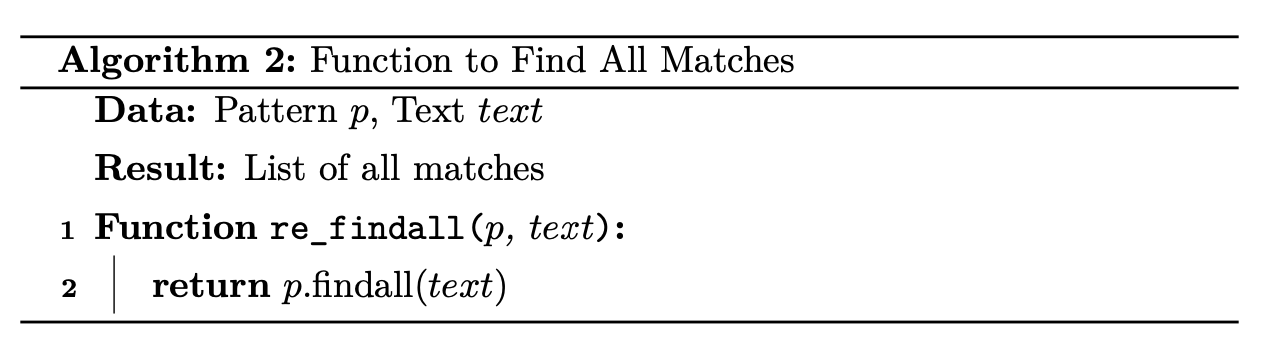 Algorithm 2: Function to Find All Matches
Data: Pattern p, Text text
Result: List of all matches
1 Function re_findall(p, text):
2 return p.findall(text)